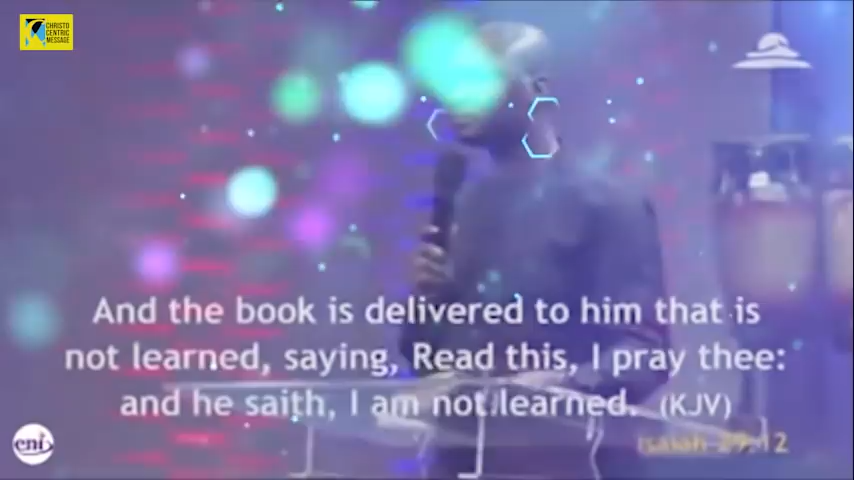 CHRISTO
CENTRIC
MESSAGE
And the book is delivered to him that is
not learned, saying, Read this, I pray thee:
and he saith, I am not learned. (KJV)
Isaiah 29:12
eni